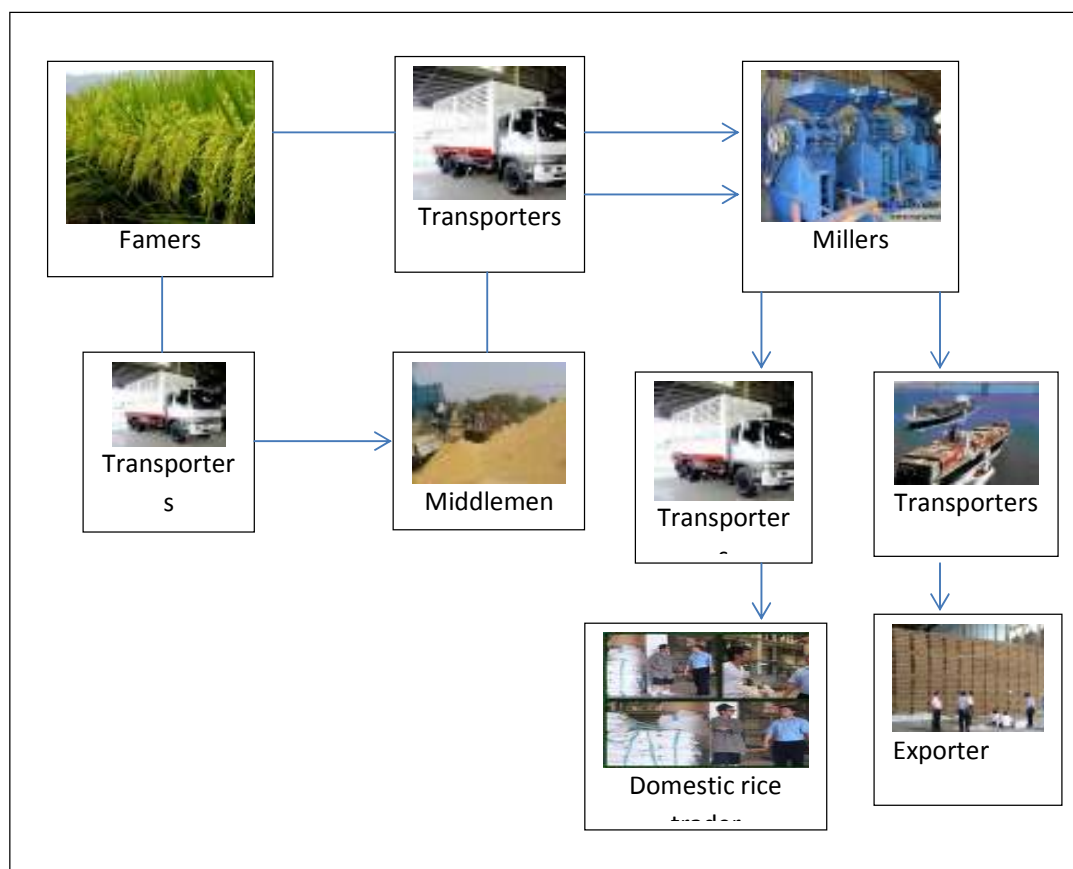 Famers
Transporters
Millers
Transporter
s
Middlemen
Transporter
Transporters
Domestic rice
Exporter